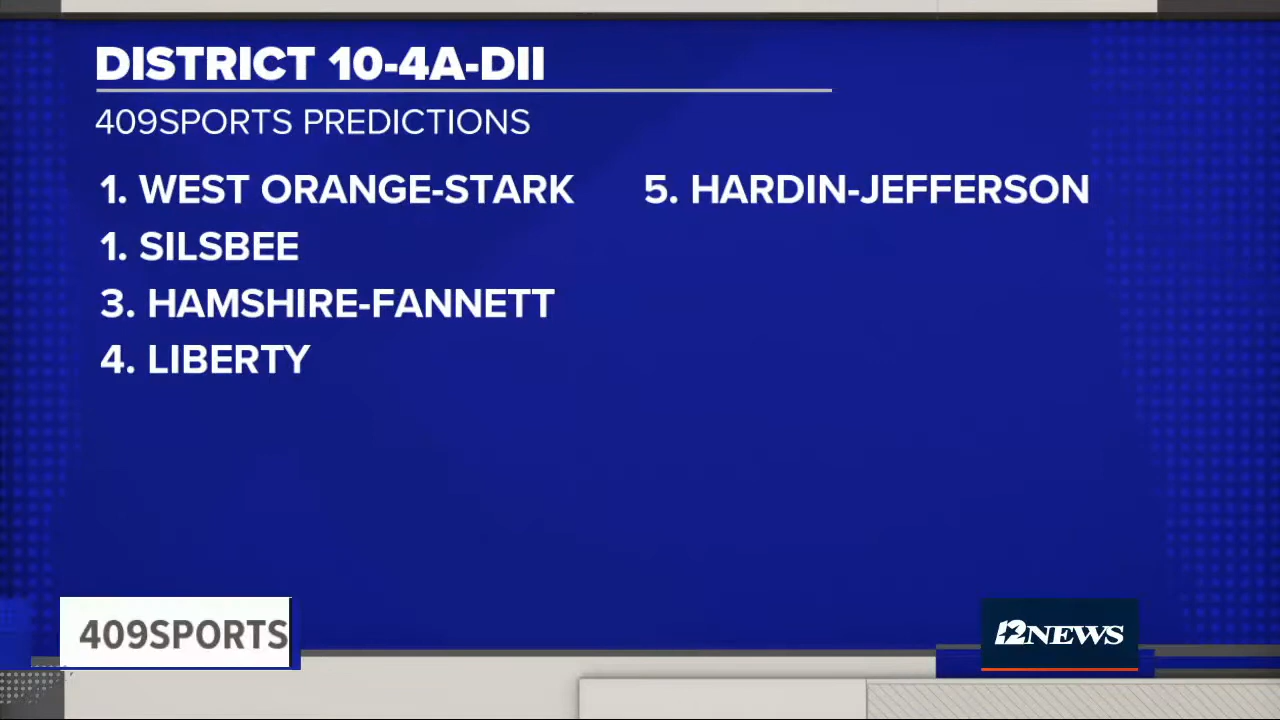 DISTRICT 10-4A-DII
409SPORTS PREDICTIONS
1. WEST ORANGE-STARK
1. SILSBEE
3. HAMSHIRE-FANNETT
4. LIBERTY
5. HARDIN-JEFFERSON
409SPORTS
12NEWS